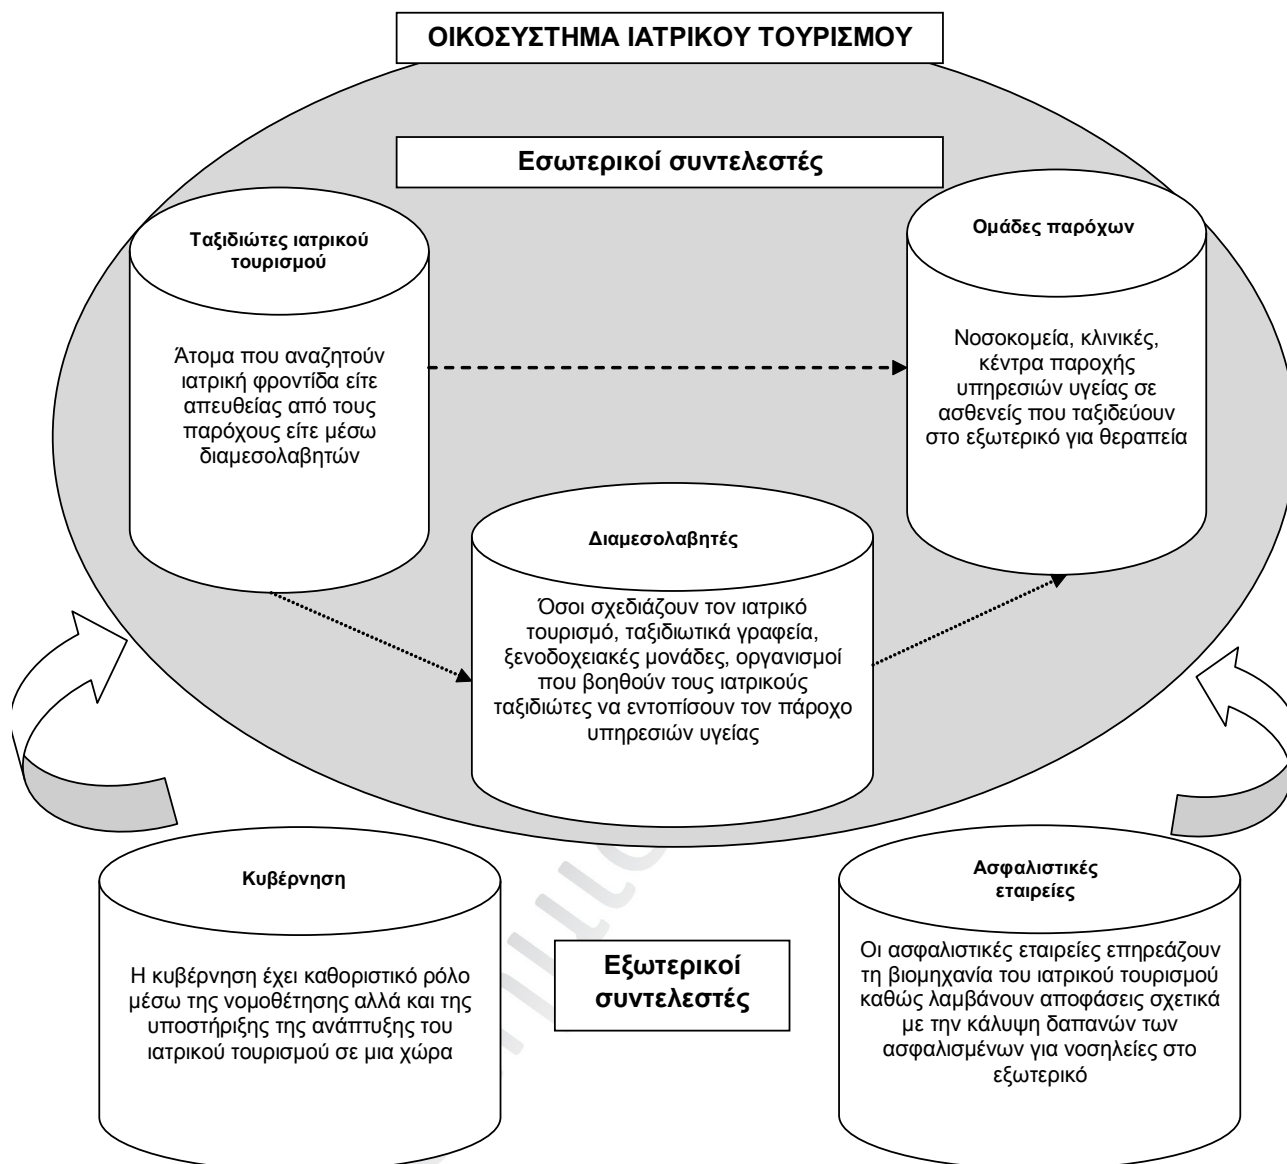 ΟΙΚΟΣΥΣΤΗΜΑ ΙΑΤΡΙΚΟΥ ΤΟΥΡΙΣΜΟΥ
Εσωτερικοί συντελεστές
Ταξιδιώτες ιατρικού
τουρισμού
Άτομα που αναζητούν
ιατρική φροντίδα είτε
απευθείας από τους
παρόχους είτε μέσω
διαμεσολαβητών
Ομάδες παρόχων
Νοσοκομεία, κλινικές,
κέντρα παροχής
υπηρεσιών υγείας σε
ασθενείς που ταξιδεύουν
στο εξωτερικό για θεραπεία
Διαμεσολαβητές
Όσοι σχεδιάζουν τον ιατρικό
τουρισμό, ταξιδιωτικά γραφεία,
ξενοδοχειακές μονάδες, οργανισμοί
που βοηθούν τους ιατρικούς
ταξιδιώτες να εντοπίσουν τον πάροχο
υπηρεσιών υγείας
Κυβέρνηση
Η κυβέρνηση έχει καθοριστικό ρόλο
μέσω της νομοθέτησης αλλά και της
υποστήριξης της ανάπτυξης του
ιατρικού τουρισμού σε μια χώρα
Εξωτερικοί
συντελεστές
Ασφαλιστικές
εταιρείες
Οι ασφαλιστικές εταιρείες επηρεάζουν
τη βιομηχανία του ιατρικού τουρισμού
καθώς λαμβάνουν αποφάσεις σχετικά
με την κάλυψη δαπανών των
ασφαλισμένων για νοσηλείες στο
εξωτερικό